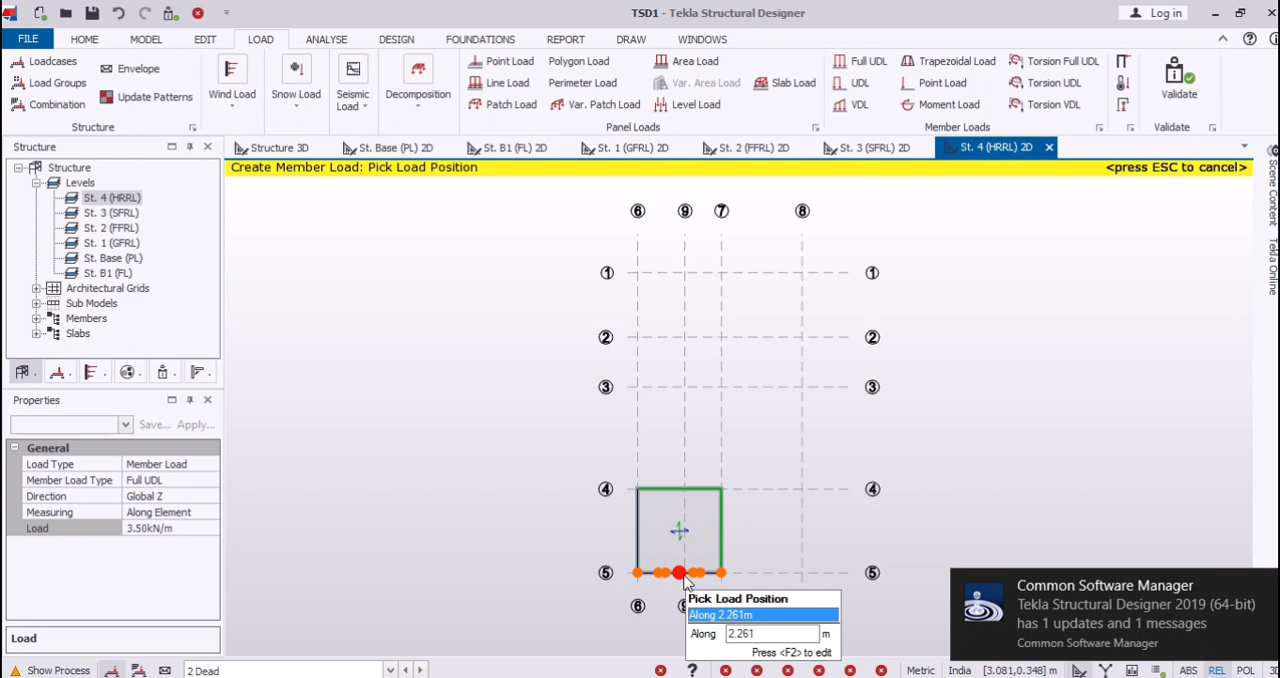 TSD1 - Tekla Structural Designer
Log in
FILE HOME MODEL EDIT LOAD ANALYSE DESIGN FOUNDATIONS REPORT DRAW WINDOWS
Loadcases
Load Groups
Combination
Envelope
Update Patterns
Structure
Wind Load
Snow Load
Seismic Load
Decomposition
Point Load
Line Load
Patch Load
Polygon Load
Perimeter Load
Var. Patch Load
Area Load
Var. Area Load
Level Load
Slab Load
Panel Loads
Full UDL
UDL
VDL
Trapezoidal Load
Point Load
Moment Load
Torsion Full UDL
Torsion UDL
Torsion VDL
Member Loads
Validate
Validate
Structure
Structure 3D St. Base (PL) 2D St. B1 (FL) 2D St. 1 (GFRL) 2D St. 2 (FFRL) 2D St. 3 (SFRL) 2D St. 4 (HRRL) 2D
Create Member Load: Pick Load Position <press ESC to cancel>
Structure
Levels
St. 4 (HRRL)
St. 3 (SFRL)
St. 2 (FFRL)
St. 1 (GFRL)
St. Base (PL)
St. B1 (FL)
Architectural Grids
Sub Models
Members
Slabs
Properties
Save... Apply...
General
Load Type Member Load
Member Load Type Full UDL
Direction Global Z
Measuring Along Element
Load 3.50kN/m
Load
6 9 7 8
1 1
2 2
3 3
4 4
5 5
6
Pick Load Position
Along 2.261m
Along 2.261 m
Press <F2> to edit
Common Software Manager
Tekla Structural Designer 2019 (64-bit)
has 1 updates and 1 messages
Common Software Manager
Scene Content
Tekla Online
Show Process 2 Dead Metric India [3.081,0.348] m ABS REL POL